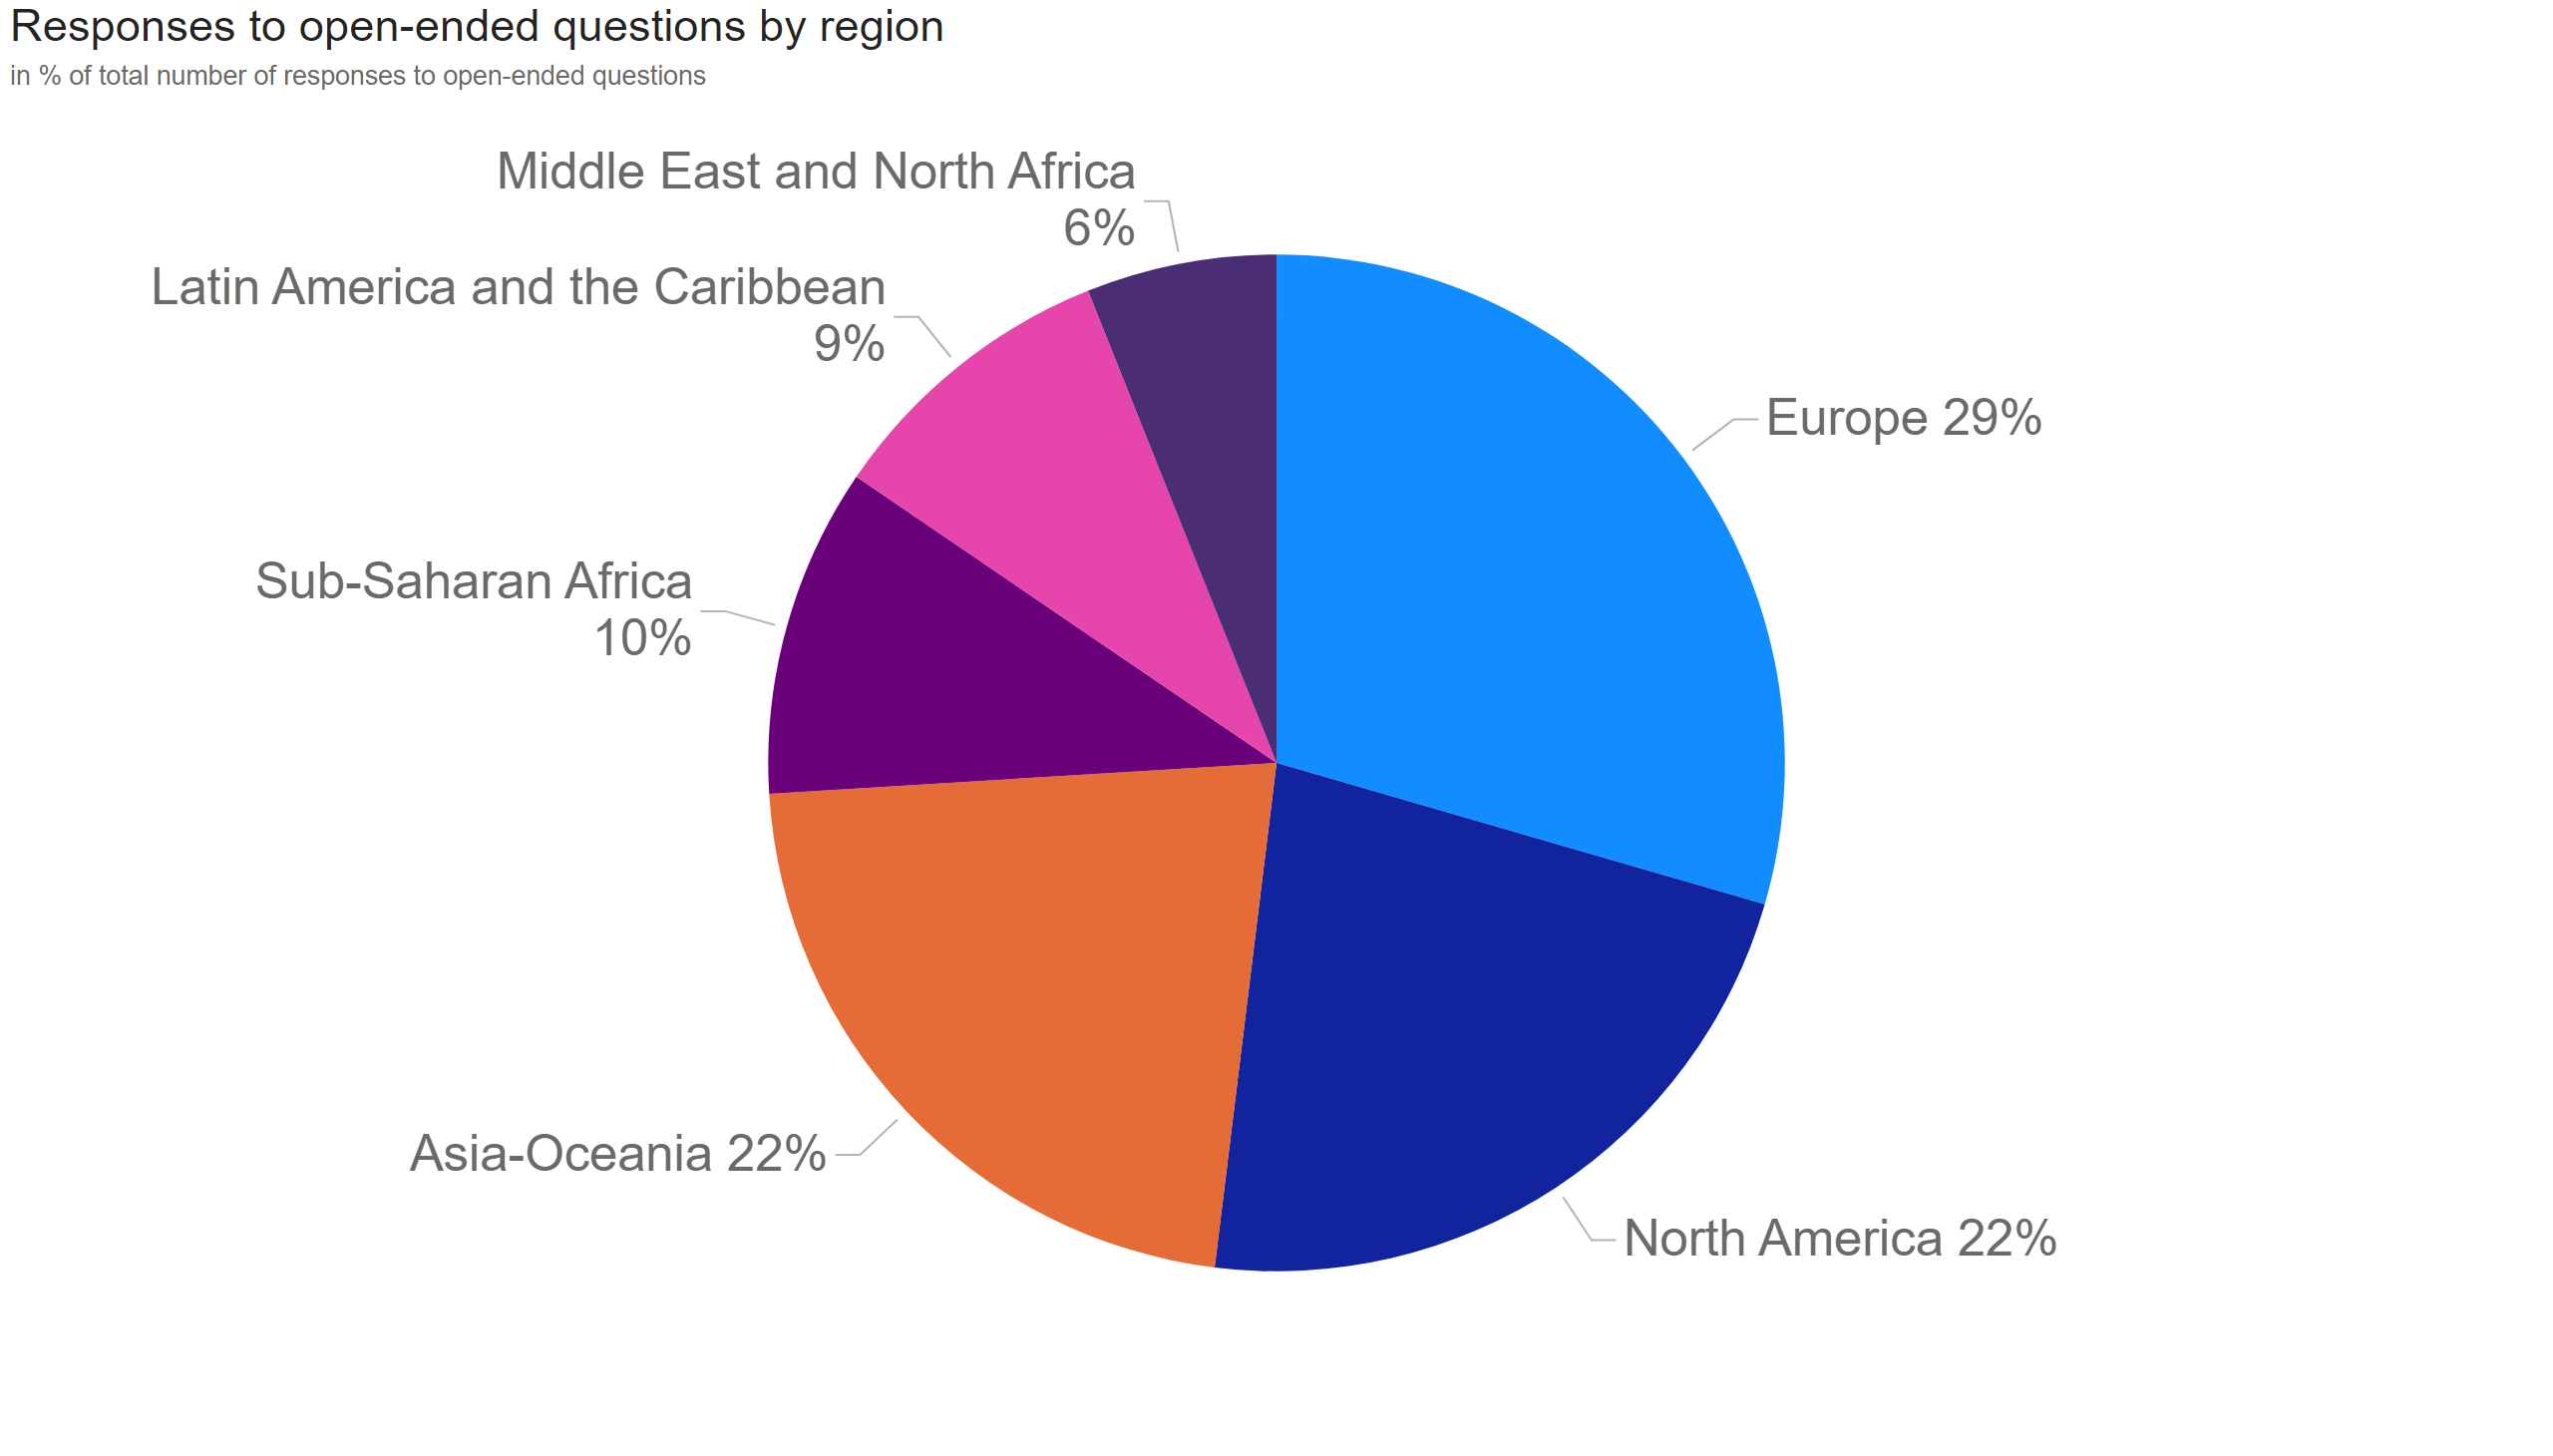 Responses to open-ended questions by region
in % of total number of responses to open-ended questions
Middle East and North Africa
6%
Latin America and the Caribbean
9%
Europe 29%
Sub-Saharan Africa
10%
Asia-Oceania 22%
North America 22%